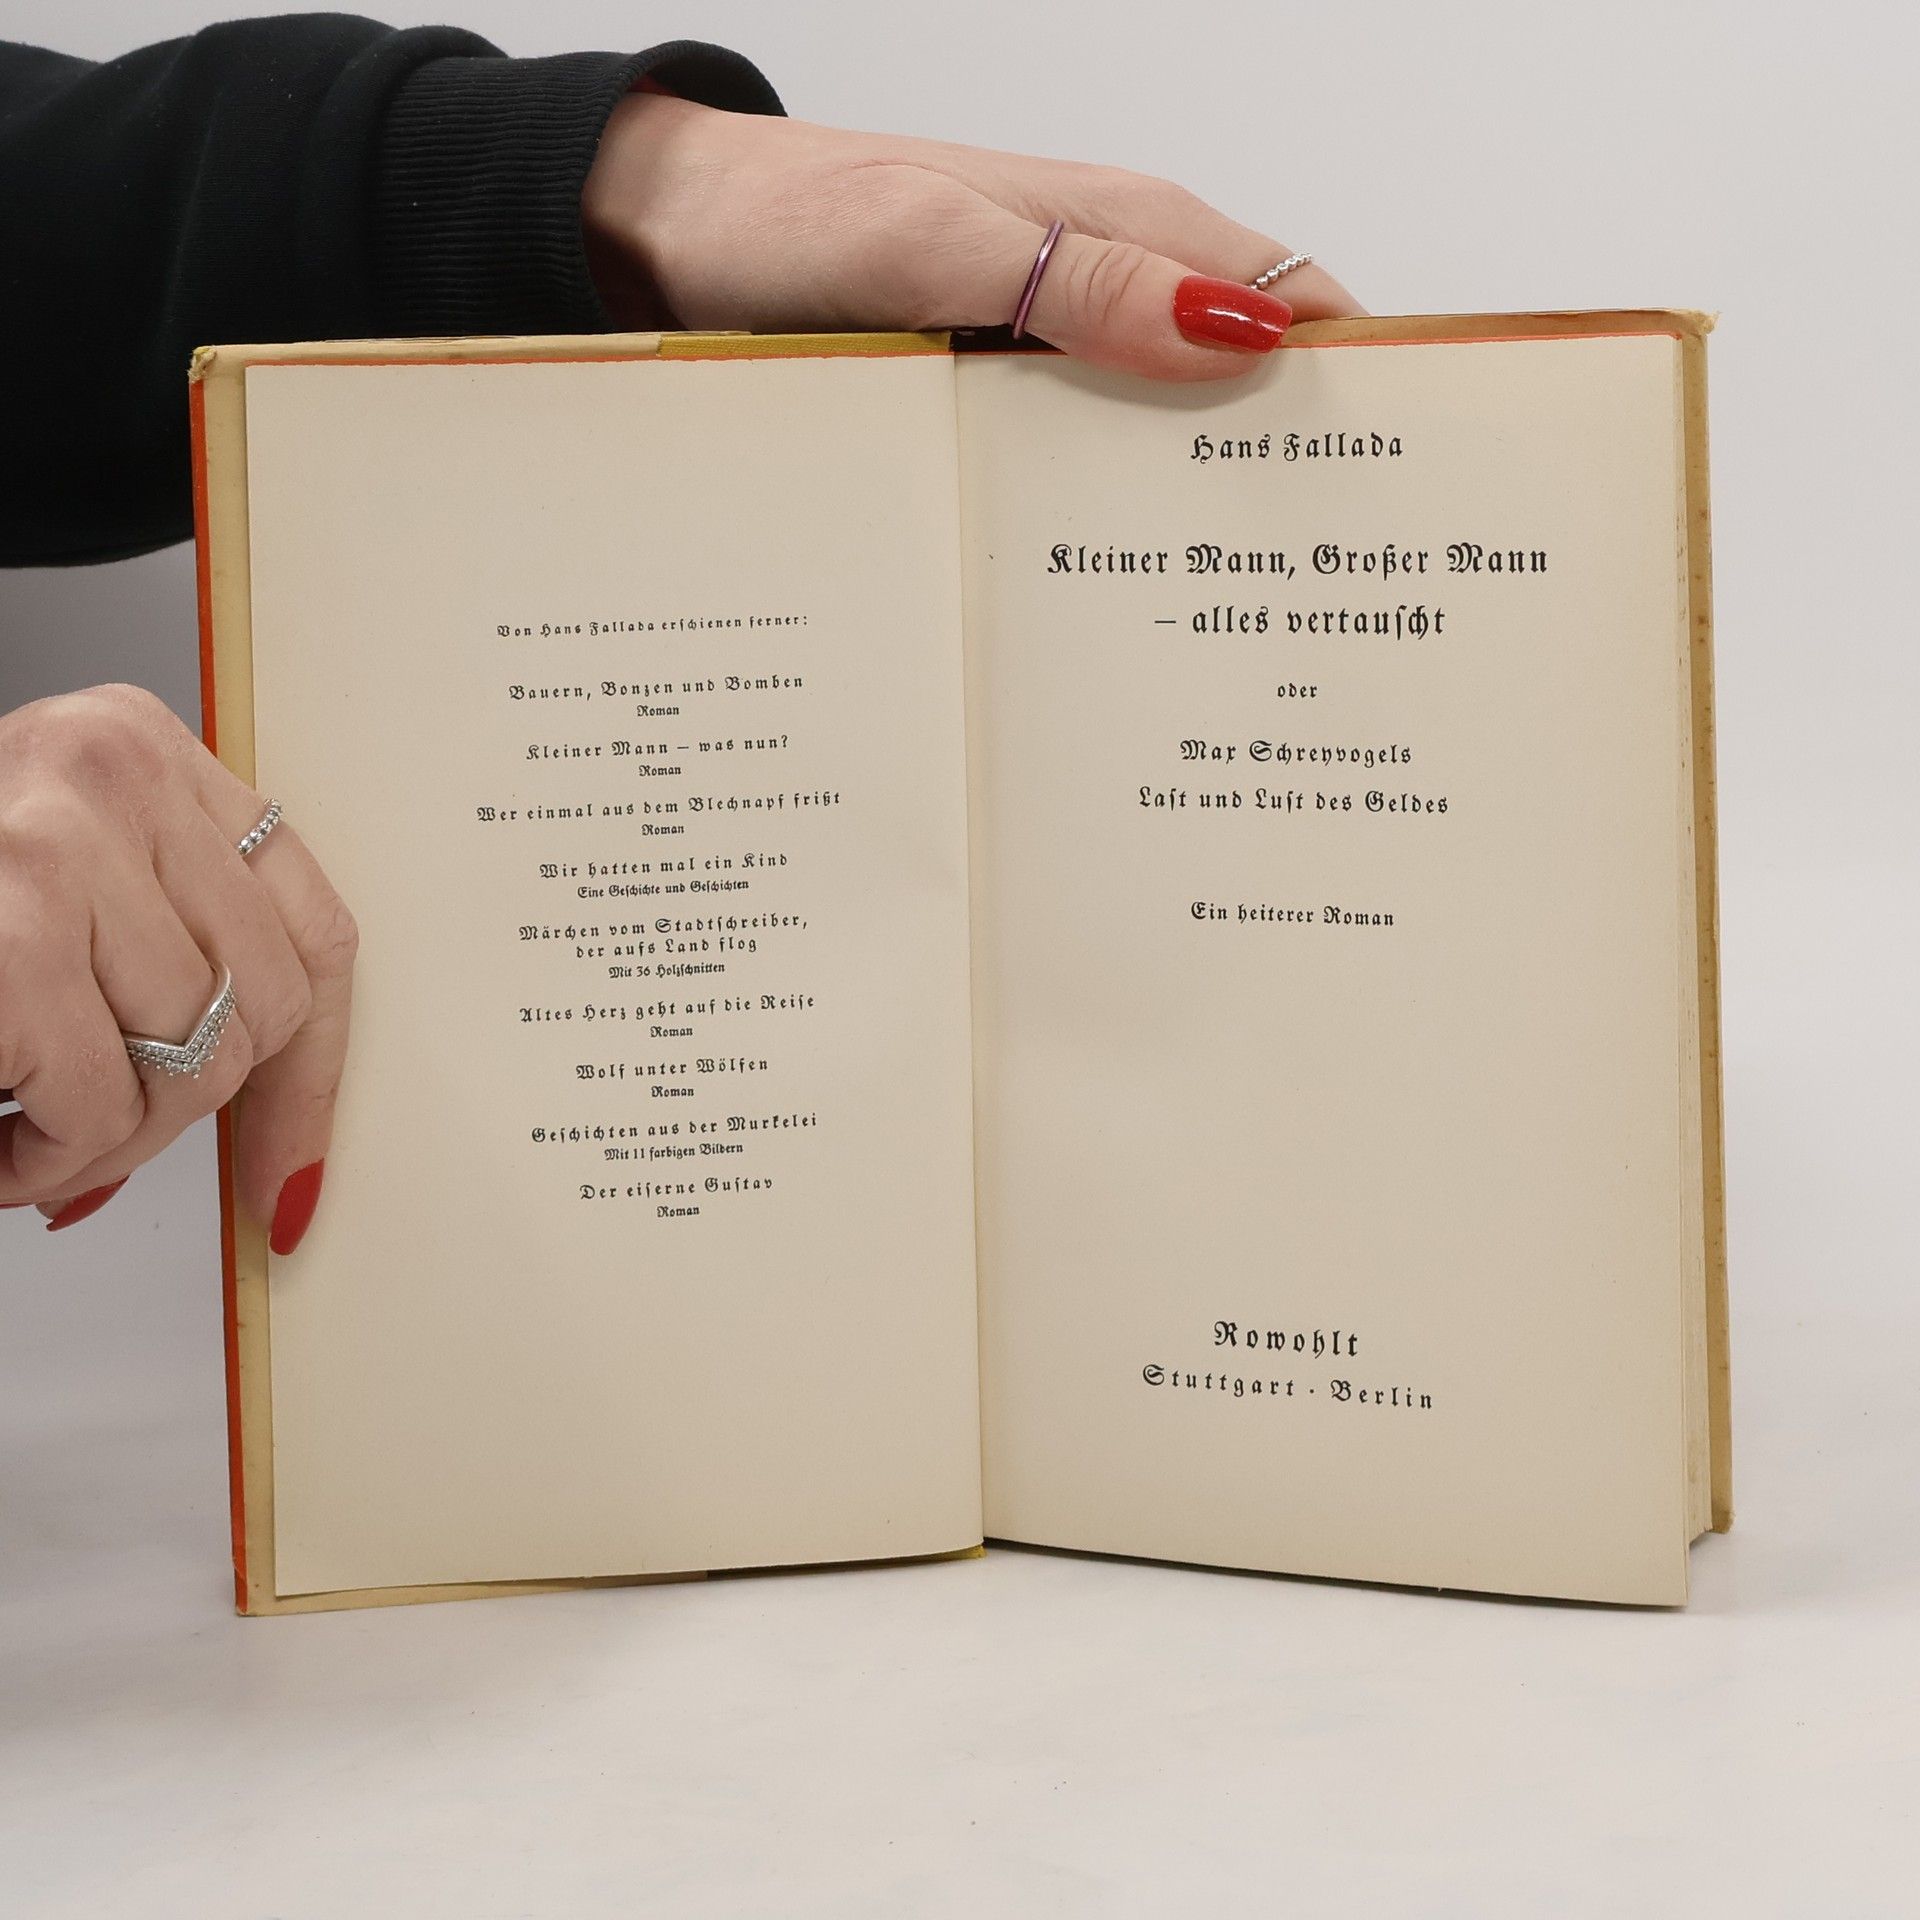 Von Hans Fallada erschienen ferner:
Bauern, Bonzen und Bomben
Roman
Kleiner Mann – was nun?
Roman
Wer einmal aus dem Blechnapf frißt
Roman
Wir hatten mal ein Kind
Eine Geschichte und Geschichten
Märchen vom Stadtschreiber,
der aufs Land flog
Mit 36 Holzschnitten
Altes Herz geht auf die Reise
Roman
Wolf unter Wölfen
Roman
Geschichten aus der Murkelei
Mit 11 farbigen Bildern
Der eiserne Gustav
Roman
Hans Fallada
Kleiner Mann, Großer Mann
– alles vertauscht
oder
Max Schreyvogels
Last und Lust des Geldes
Ein heiterer Roman
Rowohlt
Stuttgart · Berlin